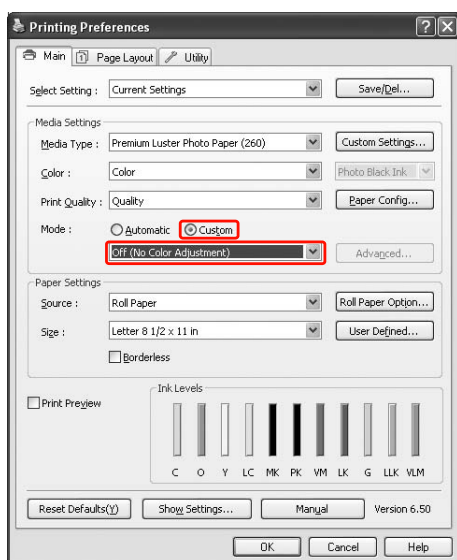 Printing Preferences
Main Page Layout Utility
Select Setting : Current Settings Save/Del...
Media Settings
Media Type : Premium Luster Photo Paper (260) Custom Settings...
Color : Color Photo Black Ink
Print Quality : Quality Paper Config...
Mode : Automatic Custom
Off (No Color Adjustment) Advanced...
Paper Settings
Source : Roll Paper Roll Paper Option...
Size : Letter 8 1/2 x 11 in User Defined...
Borderless
Print Preview Ink Levels
C O Y LC MK PK VM LK G LLK VLM
Reset Defaults(Y) Show Settings... Manual Version 6.50
OK Cancel Help